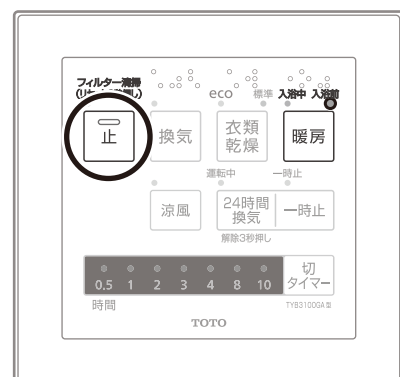 フィルター清掃
eco 標準 入浴中 入浴前
止 換気 衣類
乾燥 暖房
運転中 一時止
涼風 24時間
換気 一時止
解除3秒押し
0.5 1 2 3 4 8 10 切
タイマー
時間 TYB3100GA型
TOTO